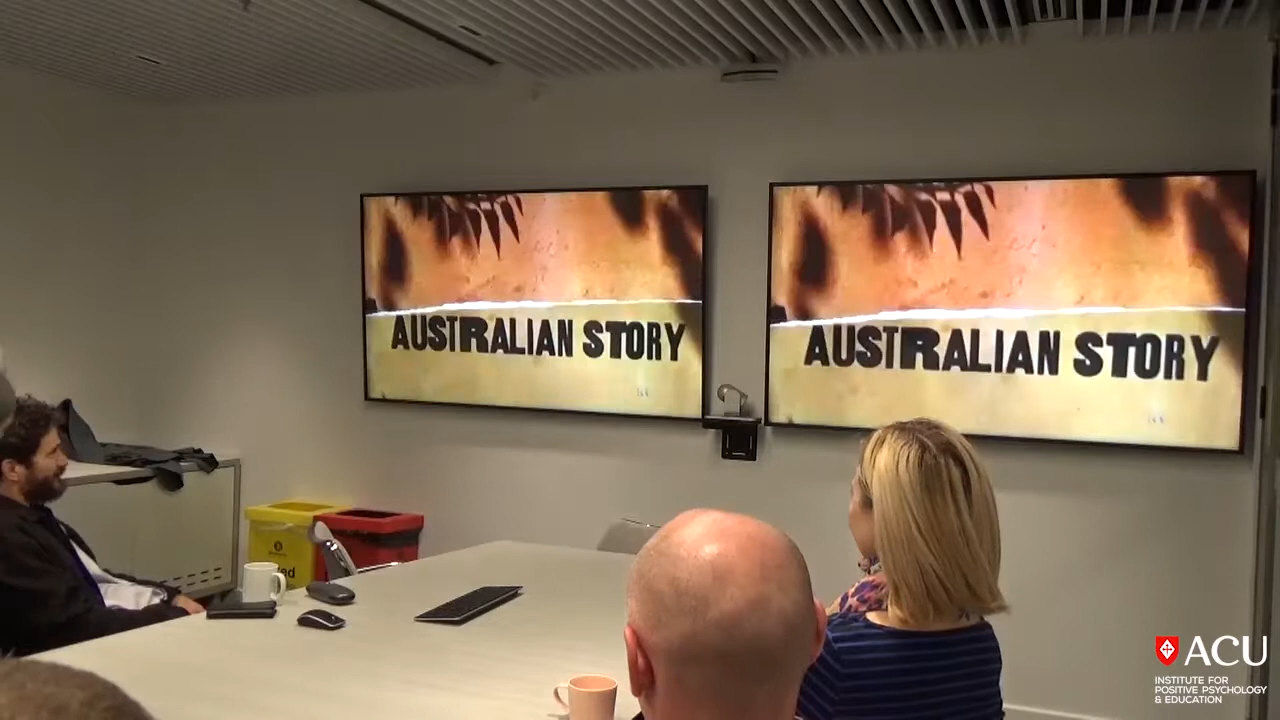 AUSTRALIAN STORY
AUSTRALIAN STORY
ACU
INSTITUTE FOR
POSITIVE PSYCHOLOGY
& EDUCATION